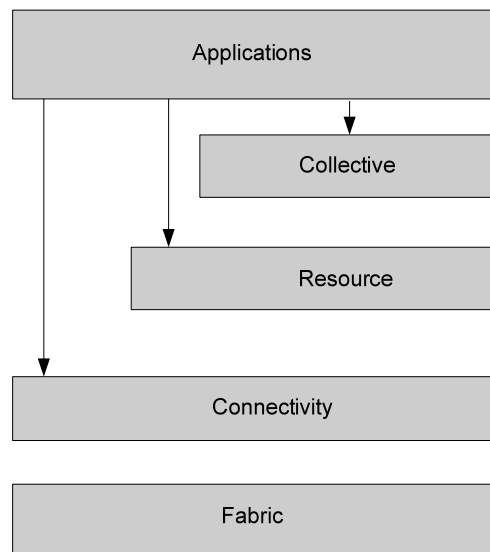 Applications
Collective
Resource
Connectivity
Fabric